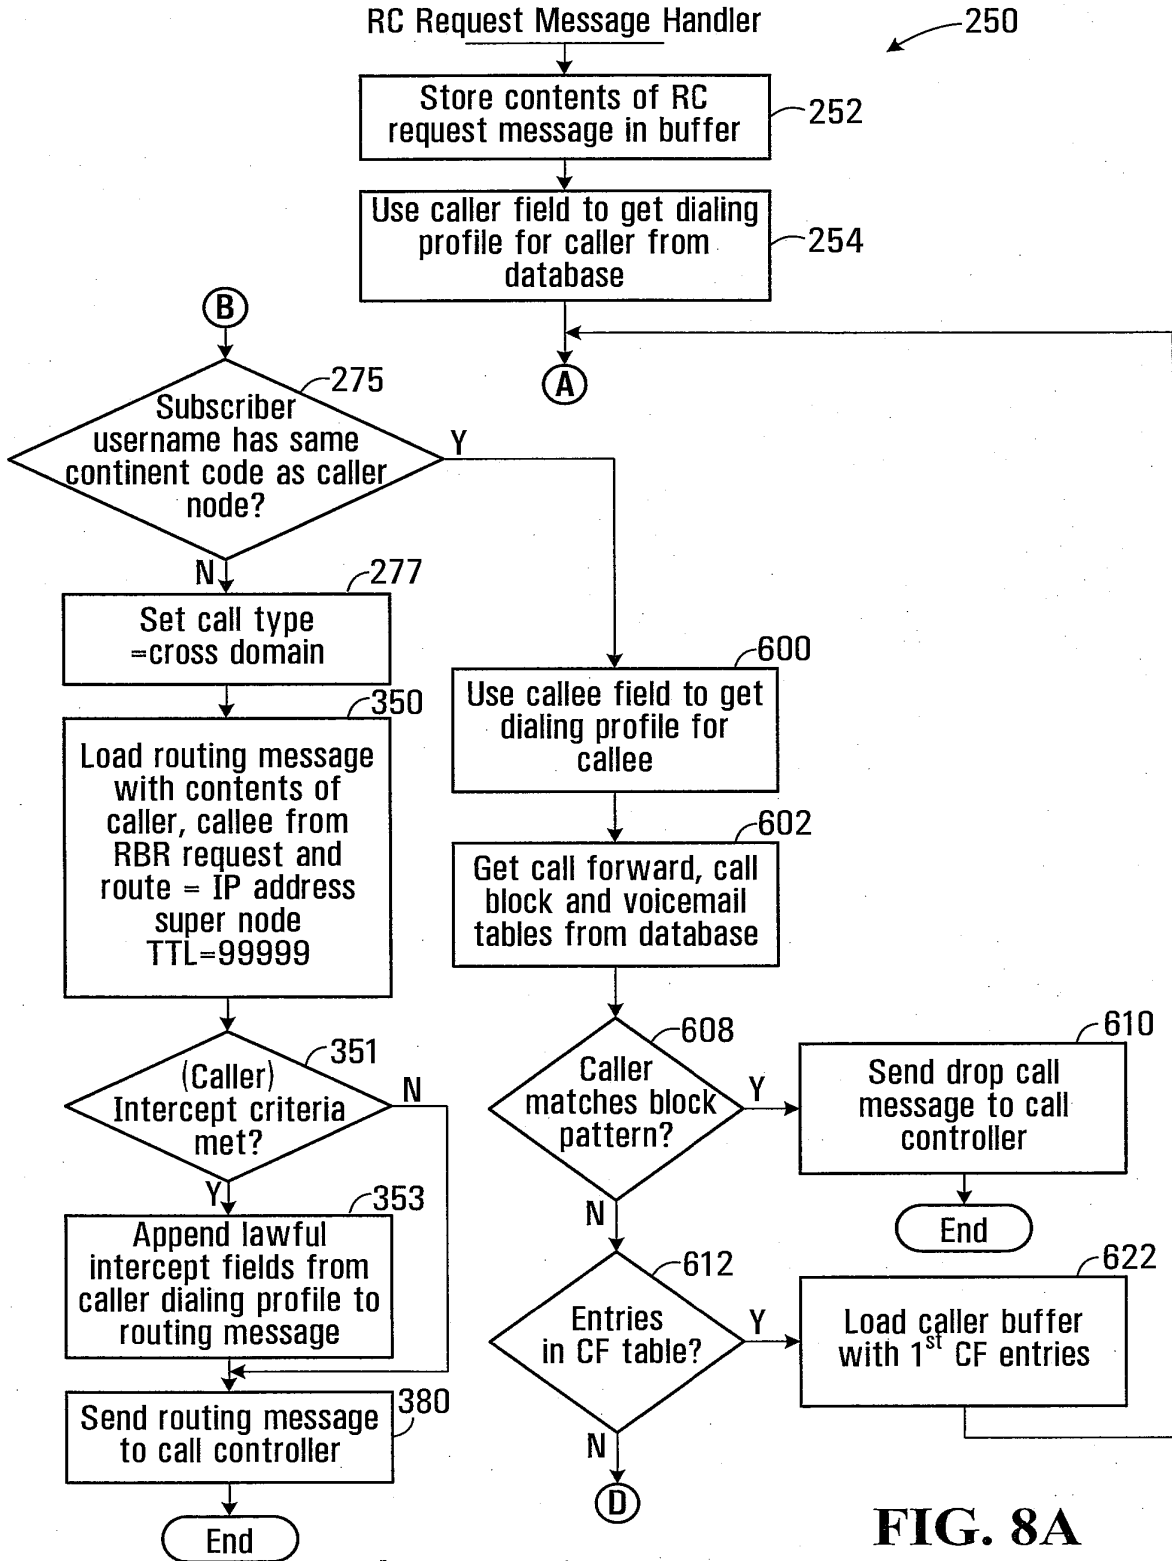 RC Request Message Handler
250
Store contents of RC
request message in buffer
252
Use caller field to get dialing
profile for caller from
database
254
A
B
275
Subscriber
username has same
continent code as caller
node?
Y
N
277
Set call type
=cross domain
350
Load routing message
with contents of
caller, callee from
RBR request and
route = IP address
super node
TTL=99999
351
(Caller)
Intercept criteria
met?
N
Y
353
Append lawful
intercept fields from
caller dialing profile to
routing message
380
Send routing message
to call controller
End
600
Use callee field to get
dialing profile for
callee
602
Get call forward, call
block and voicemail
tables from database
608
Caller
matches block
pattern?
Y
N
610
Send drop call
message to call
controller
End
612
Entries
in CF table?
Y
N
622
Load caller buffer
with 1st CF entries
D
FIG. 8A